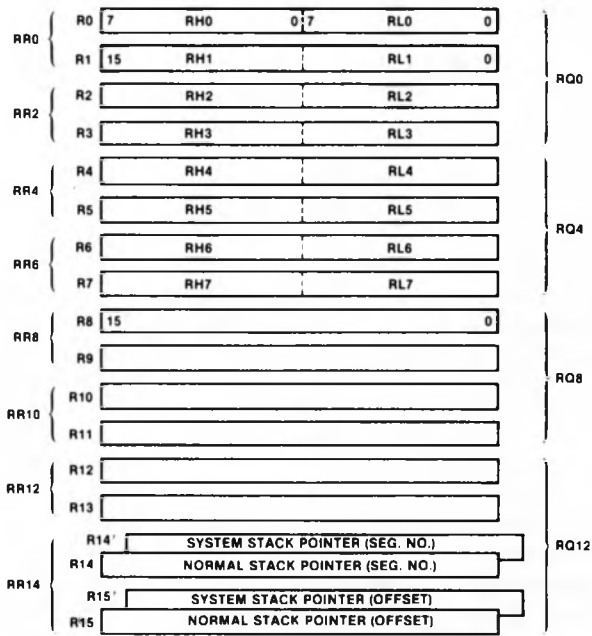 R0 7 RH0 0 7 RL0 0
RR0
R1 15 RH1 RL1 0
RQ0
R2 RH2 RL2
RR2
R3 RH3 RL3
R4 RH4 RL4
RR4
R5 RH5 RL5
RQ4
R6 RH6 RL6
RR6
R7 RH7 RL7
R8 15 0
RR8
R9
RQ8
R10
RR10
R11
R12
RR12
R13
R14' SYSTEM STACK POINTER (SEG. NO.)
RQ12
R14 NORMAL STACK POINTER (SEG. NO.)
RR14
R15' SYSTEM STACK POINTER (OFFSET)
R15 NORMAL STACK POINTER (OFFSET)